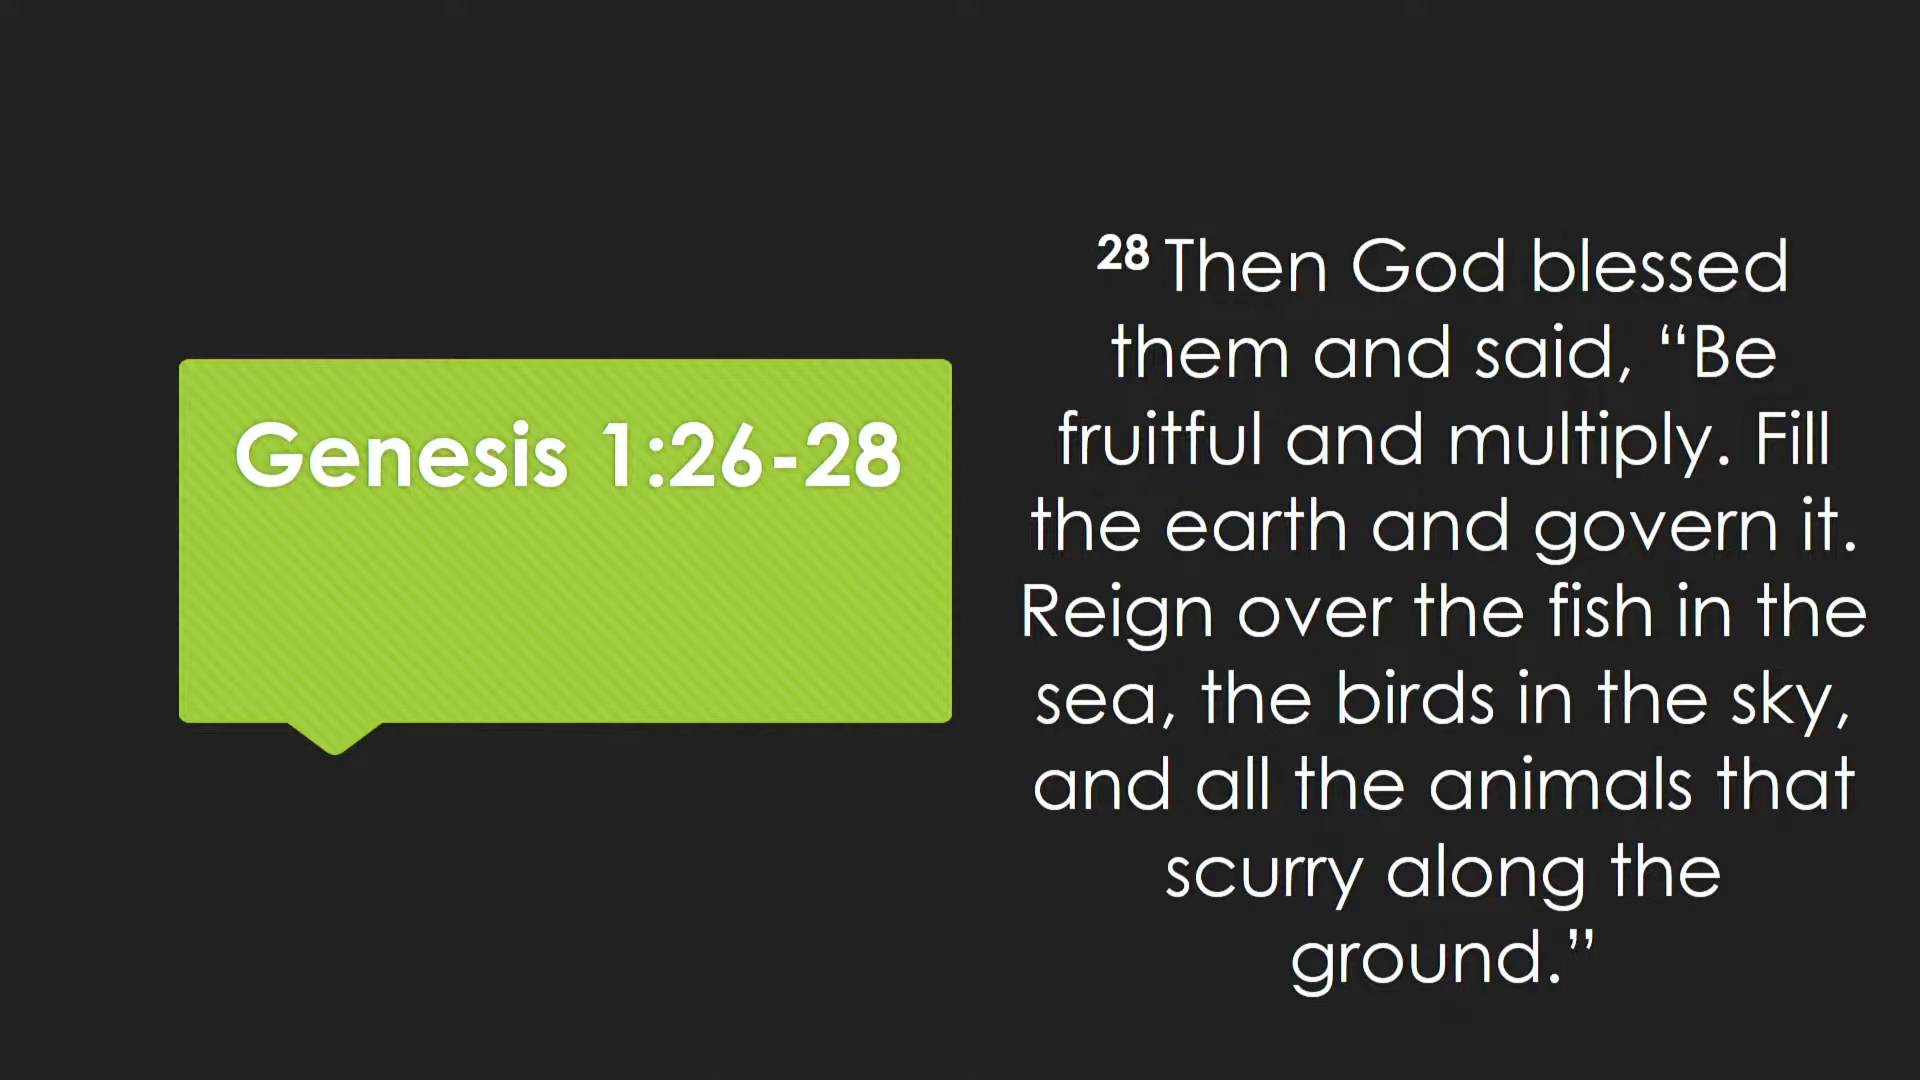 Genesis 1:26-28
28 Then God blessed
them and said, “Be
fruitful and multiply. Fill
the earth and govern it.
Reign over the fish in the
sea, the birds in the sky,
and all the animals that
scurry along the
ground.”